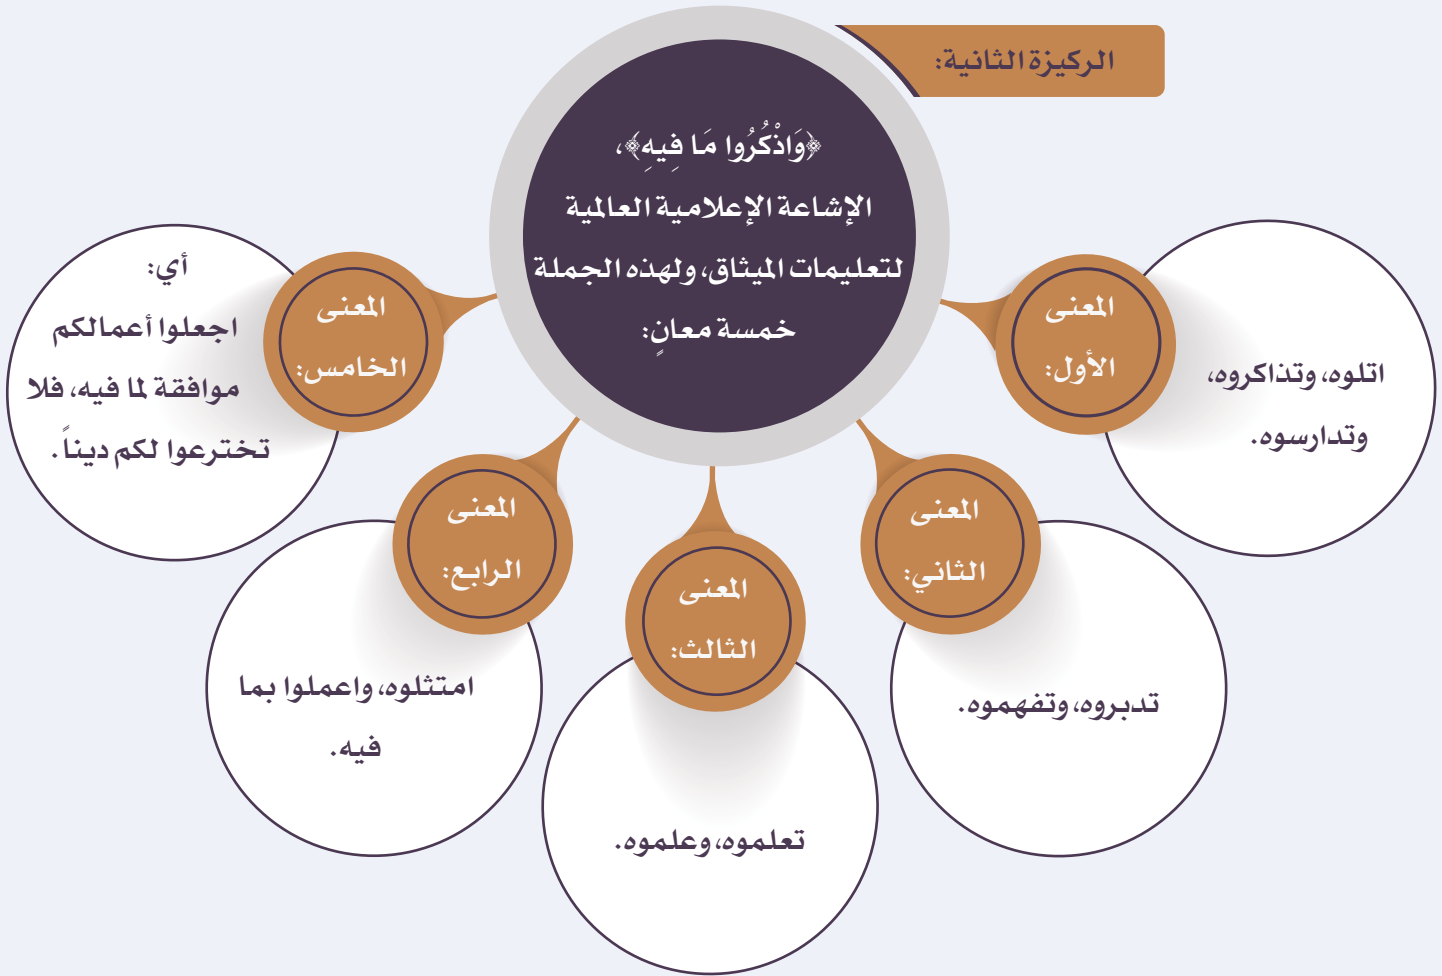 الركيزة الثانية:
﴿وَاذْكُرُوا مَا فِيهِ﴾،
الإشاعة الإعلامية العالمية
لتعليمات الميثاق، ولهذه الجملة
خمسة معانٍ:
المعنى
الأول:
اتلوه، وتذاكروه،
وتدارسوه.
المعنى
الثاني:
تدبروه، وتفهموه.
المعنى
الثالث:
تعلموه، وعلموه.
المعنى
الرابع:
امتثلوه، واعملوا بما
فيه.
المعنى
الخامس:
أي:
اجعلوا أعمالكم
موافقة لما فيه، فلا
تخترعوا لكم ديناً.